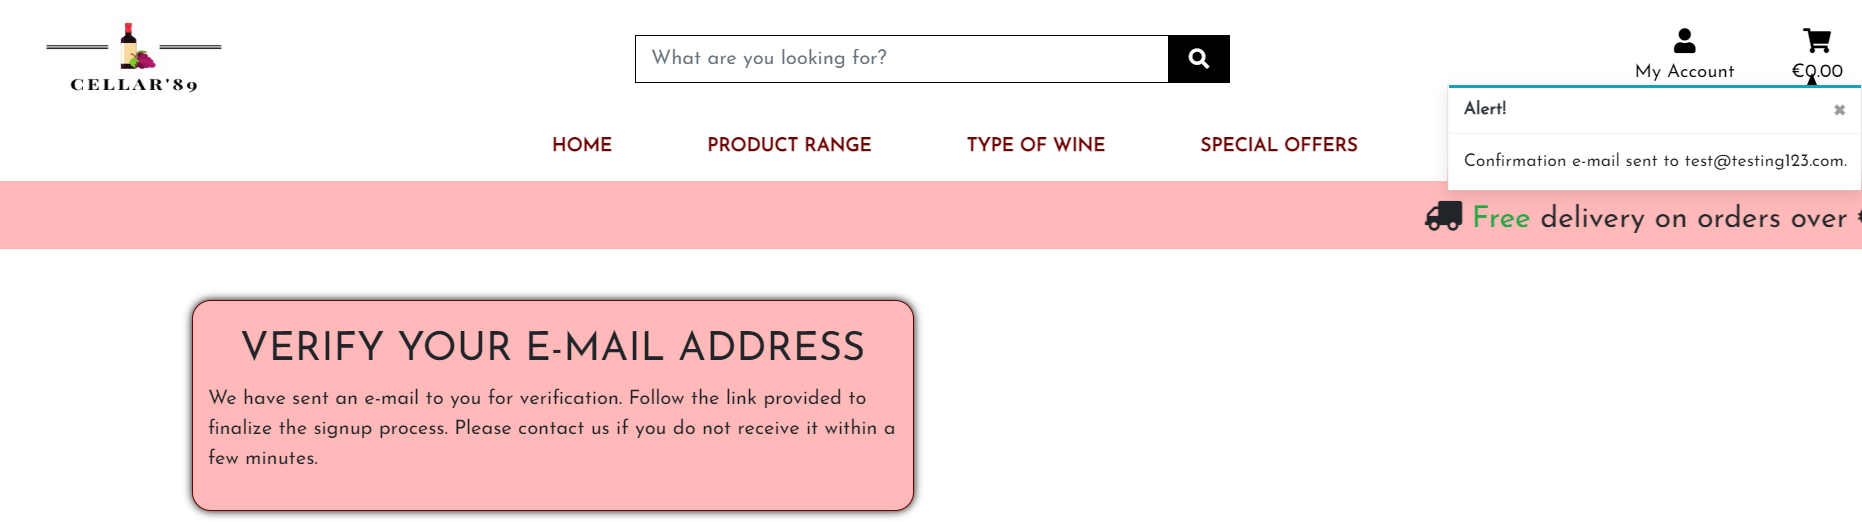 CELLAR'89
What are you looking for?
My Account
€0.00
Alert!
Confirmation e-mail sent to test@testing123.com.
HOME
PRODUCT RANGE
TYPE OF WINE
SPECIAL OFFERS
Free delivery on orders over
VERIFY YOUR E-MAIL ADDRESS
We have sent an e-mail to you for verification. Follow the link provided to
finalize the signup process. Please contact us if you do not receive it within a
few minutes.